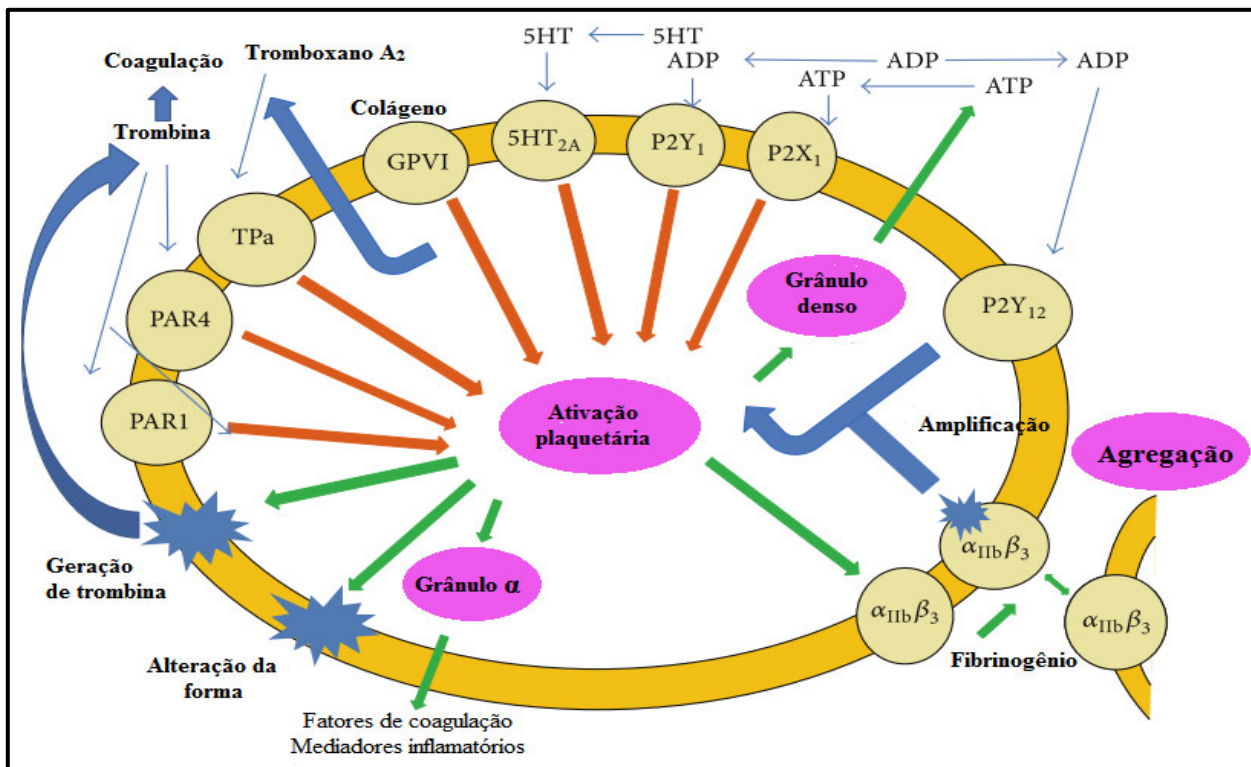 5HT
5HT
Coagulação
Tromboxano A₂
ADP
ADP
ADP
ATP
ATP
Trombina
Colágeno
GPVI
5HT₂A
P2Y₁
P2X₁
TPa
Grânulo
denso
P2Y₁₂
PAR4
PAR1
Ativação
plaquetária
Amplificação
Agregação
Geração
de trombina
Grânulo α
αIIbβ₃
αIIbβ₃
αIIbβ₃
Fibrinogênio
Alteração da
forma
Fatores de coagulação
Mediadores inflamatórios